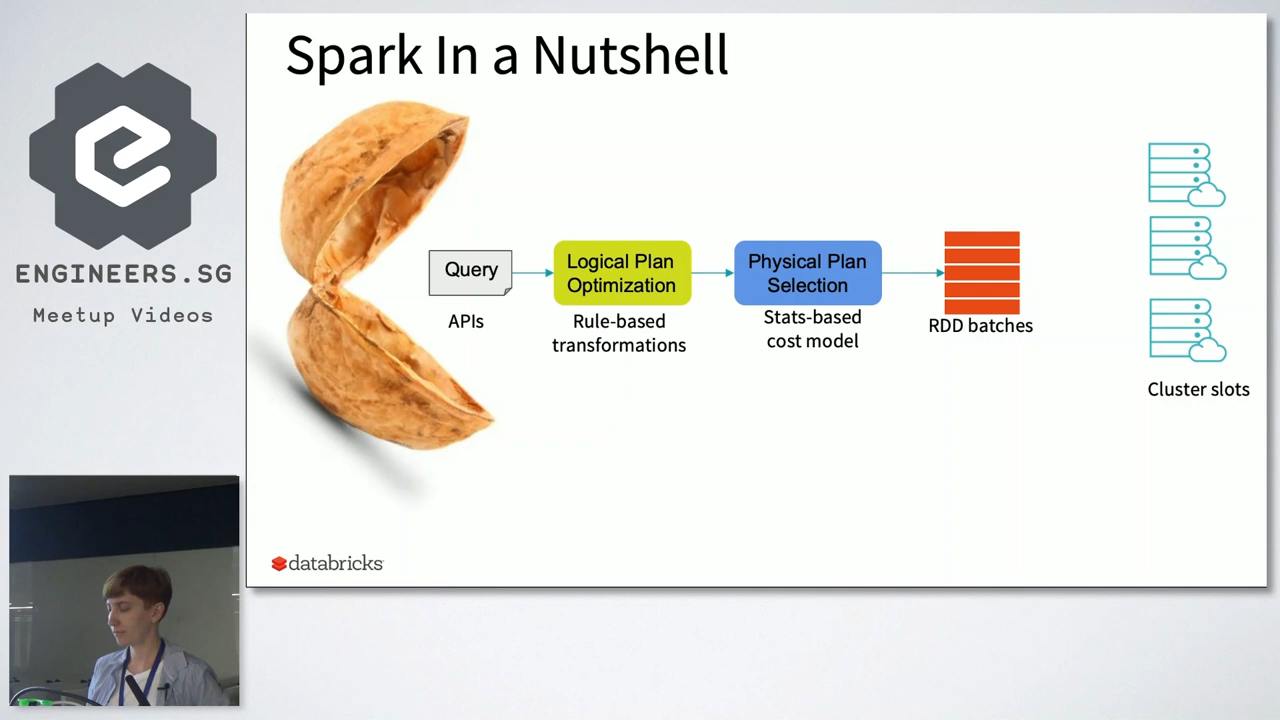 Spark In a Nutshell
ENGINEERS.SG
Meetup Videos
Query
APIs
Logical Plan
Optimization
Rule-based
transformations
Physical Plan
Selection
Stats-based
cost model
RDD batches
Cluster slots
databricks